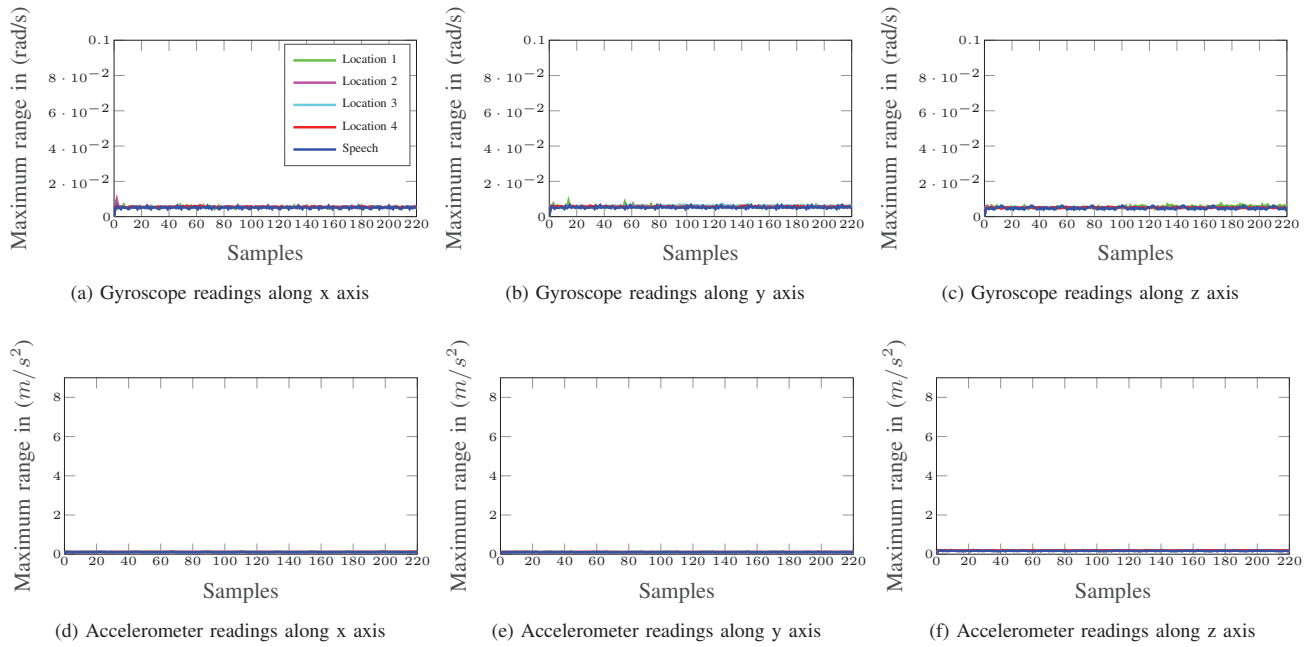 Maximum range in (rad/s)
0.1
8 · 10⁻²
6 · 10⁻²
4 · 10⁻²
2 · 10⁻²
0
0 20 40 60 80 100 120 140 160 180 200 220
Samples
Location 1
Location 2
Location 3
Location 4
Speech
(a) Gyroscope readings along x axis
Maximum range in (rad/s)
0.1
8 · 10⁻²
6 · 10⁻²
4 · 10⁻²
2 · 10⁻²
0
0 20 40 60 80 100 120 140 160 180 200 220
Samples
(b) Gyroscope readings along y axis
Maximum range in (rad/s)
0.1
8 · 10⁻²
6 · 10⁻²
4 · 10⁻²
2 · 10⁻²
0
0 20 40 60 80 100 120 140 160 180 200 220
Samples
(c) Gyroscope readings along z axis
Maximum range in (m/s²)
8
6
4
2
0
0 20 40 60 80 100 120 140 160 180 200 220
Samples
(d) Accelerometer readings along x axis
Maximum range in (m/s²)
8
6
4
2
0
0 20 40 60 80 100 120 140 160 180 200 220
Samples
(e) Accelerometer readings along y axis
Maximum range in (m/s²)
8
6
4
2
0
0 20 40 60 80 100 120 140 160 180 200 220
Samples
(f) Accelerometer readings along z axis